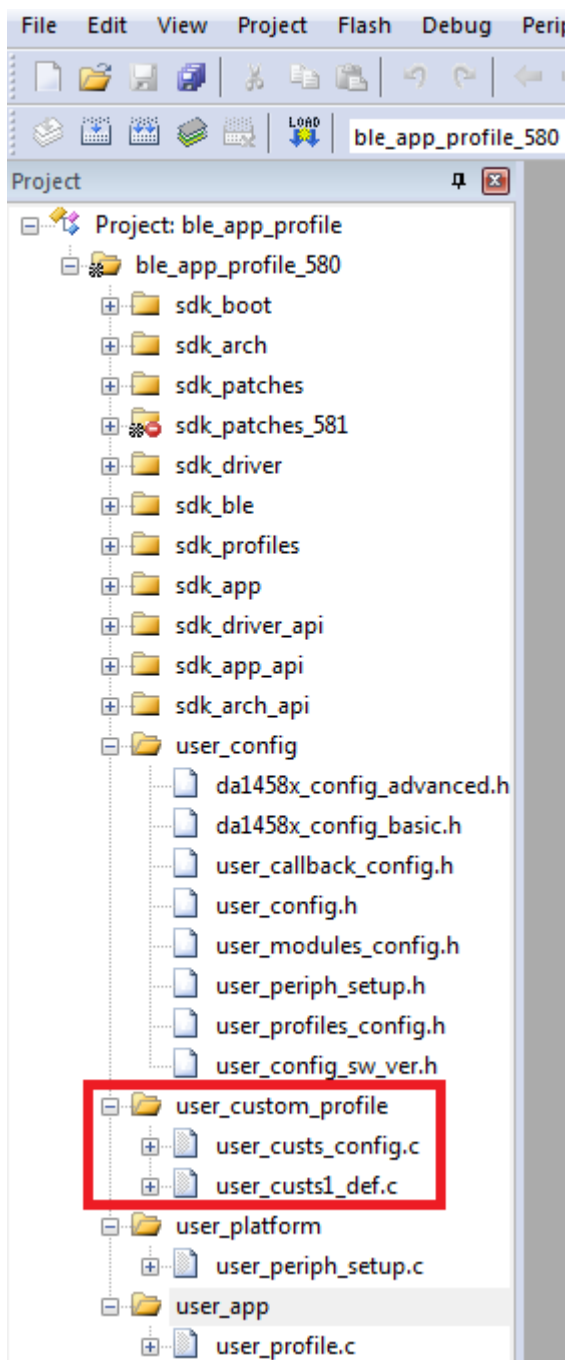 File Edit View Project Flash Debug
LOAD
ble_app_profile_580
Project
Project: ble_app_profile
ble_app_profile_580
sdk_boot
sdk_arch
sdk_patches
sdk_patches_581
sdk_driver
sdk_ble
sdk_profiles
sdk_app
sdk_driver_api
sdk_app_api
sdk_arch_api
user_config
da1458x_config_advanced.h
da1458x_config_basic.h
user_callback_config.h
user_config.h
user_modules_config.h
user_periph_setup.h
user_profiles_config.h
user_config_sw_ver.h
user_custom_profile
user_custs_config.c
user_custs1_def.c
user_platform
user_periph_setup.c
user_app
user_profile.c